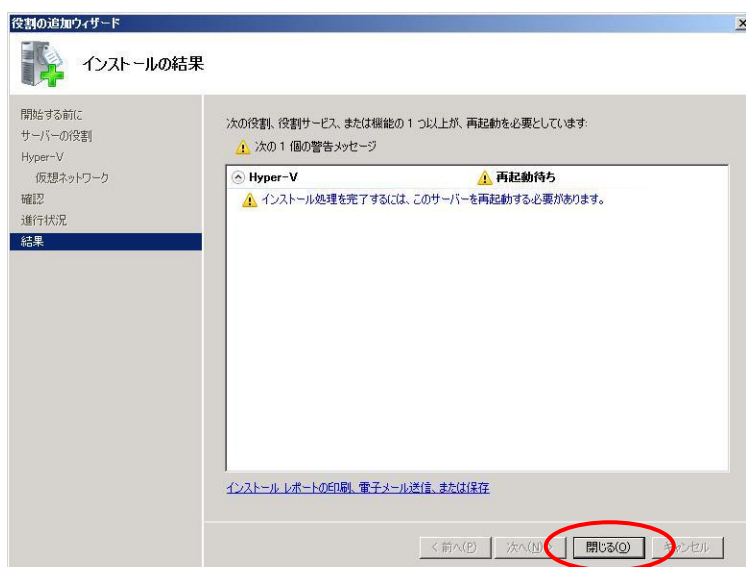 役割の追加ウィザード
インストールの結果
開始する前に
サーバーの役割
Hyper-V
仮想ネットワーク
確認
進行状況
結果
次の役割、役割サービス、または機能の 1 つ以上が、再起動を必要としています:
次の 1 個の警告メッセージ
Hyper-V 再起動待ち
インストール処理を完了するには、このサーバーを再起動する必要があります。
インストール レポートの印刷、電子メール送信、または保存
< 前へ(P) 次へ(N) > 閉じる(O) キャンセル